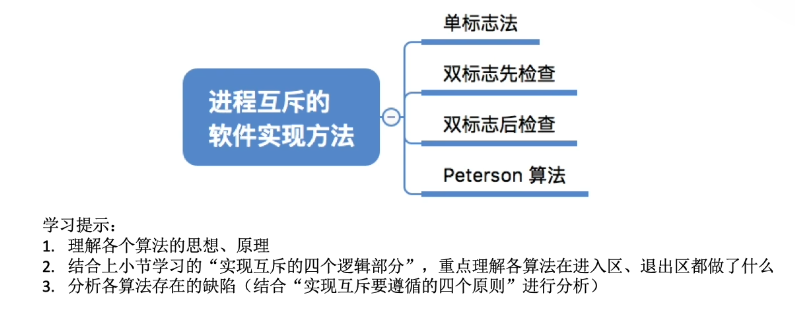 单标志法
双标志先检查
进程互斥的
软件实现方法
双标志后检查
Peterson 算法
学习提示：
1. 理解各个算法的思想、原理
2. 结合上小节学习的“实现互斥的四个逻辑部分”，重点理解各算法在进入区、退出区都做了什么
3. 分析各算法存在的缺陷（结合“实现互斥要遵循的四个原则”进行分析）